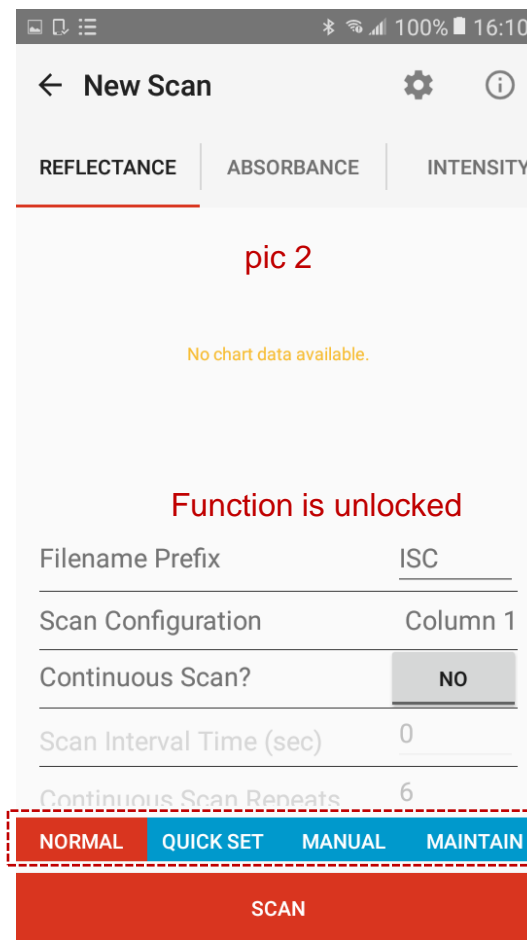 100% 16:10
New Scan
REFLECTANCE ABSORBANCE INTENSITY
pic 2
No chart data available.
Function is unlocked
Filename Prefix ISC
Scan Configuration Column 1
Continuous Scan? NO
Scan Interval Time (sec) 0
Continuous Scan Repeats 6
NORMAL QUICK SET MANUAL MAINTAIN
SCAN